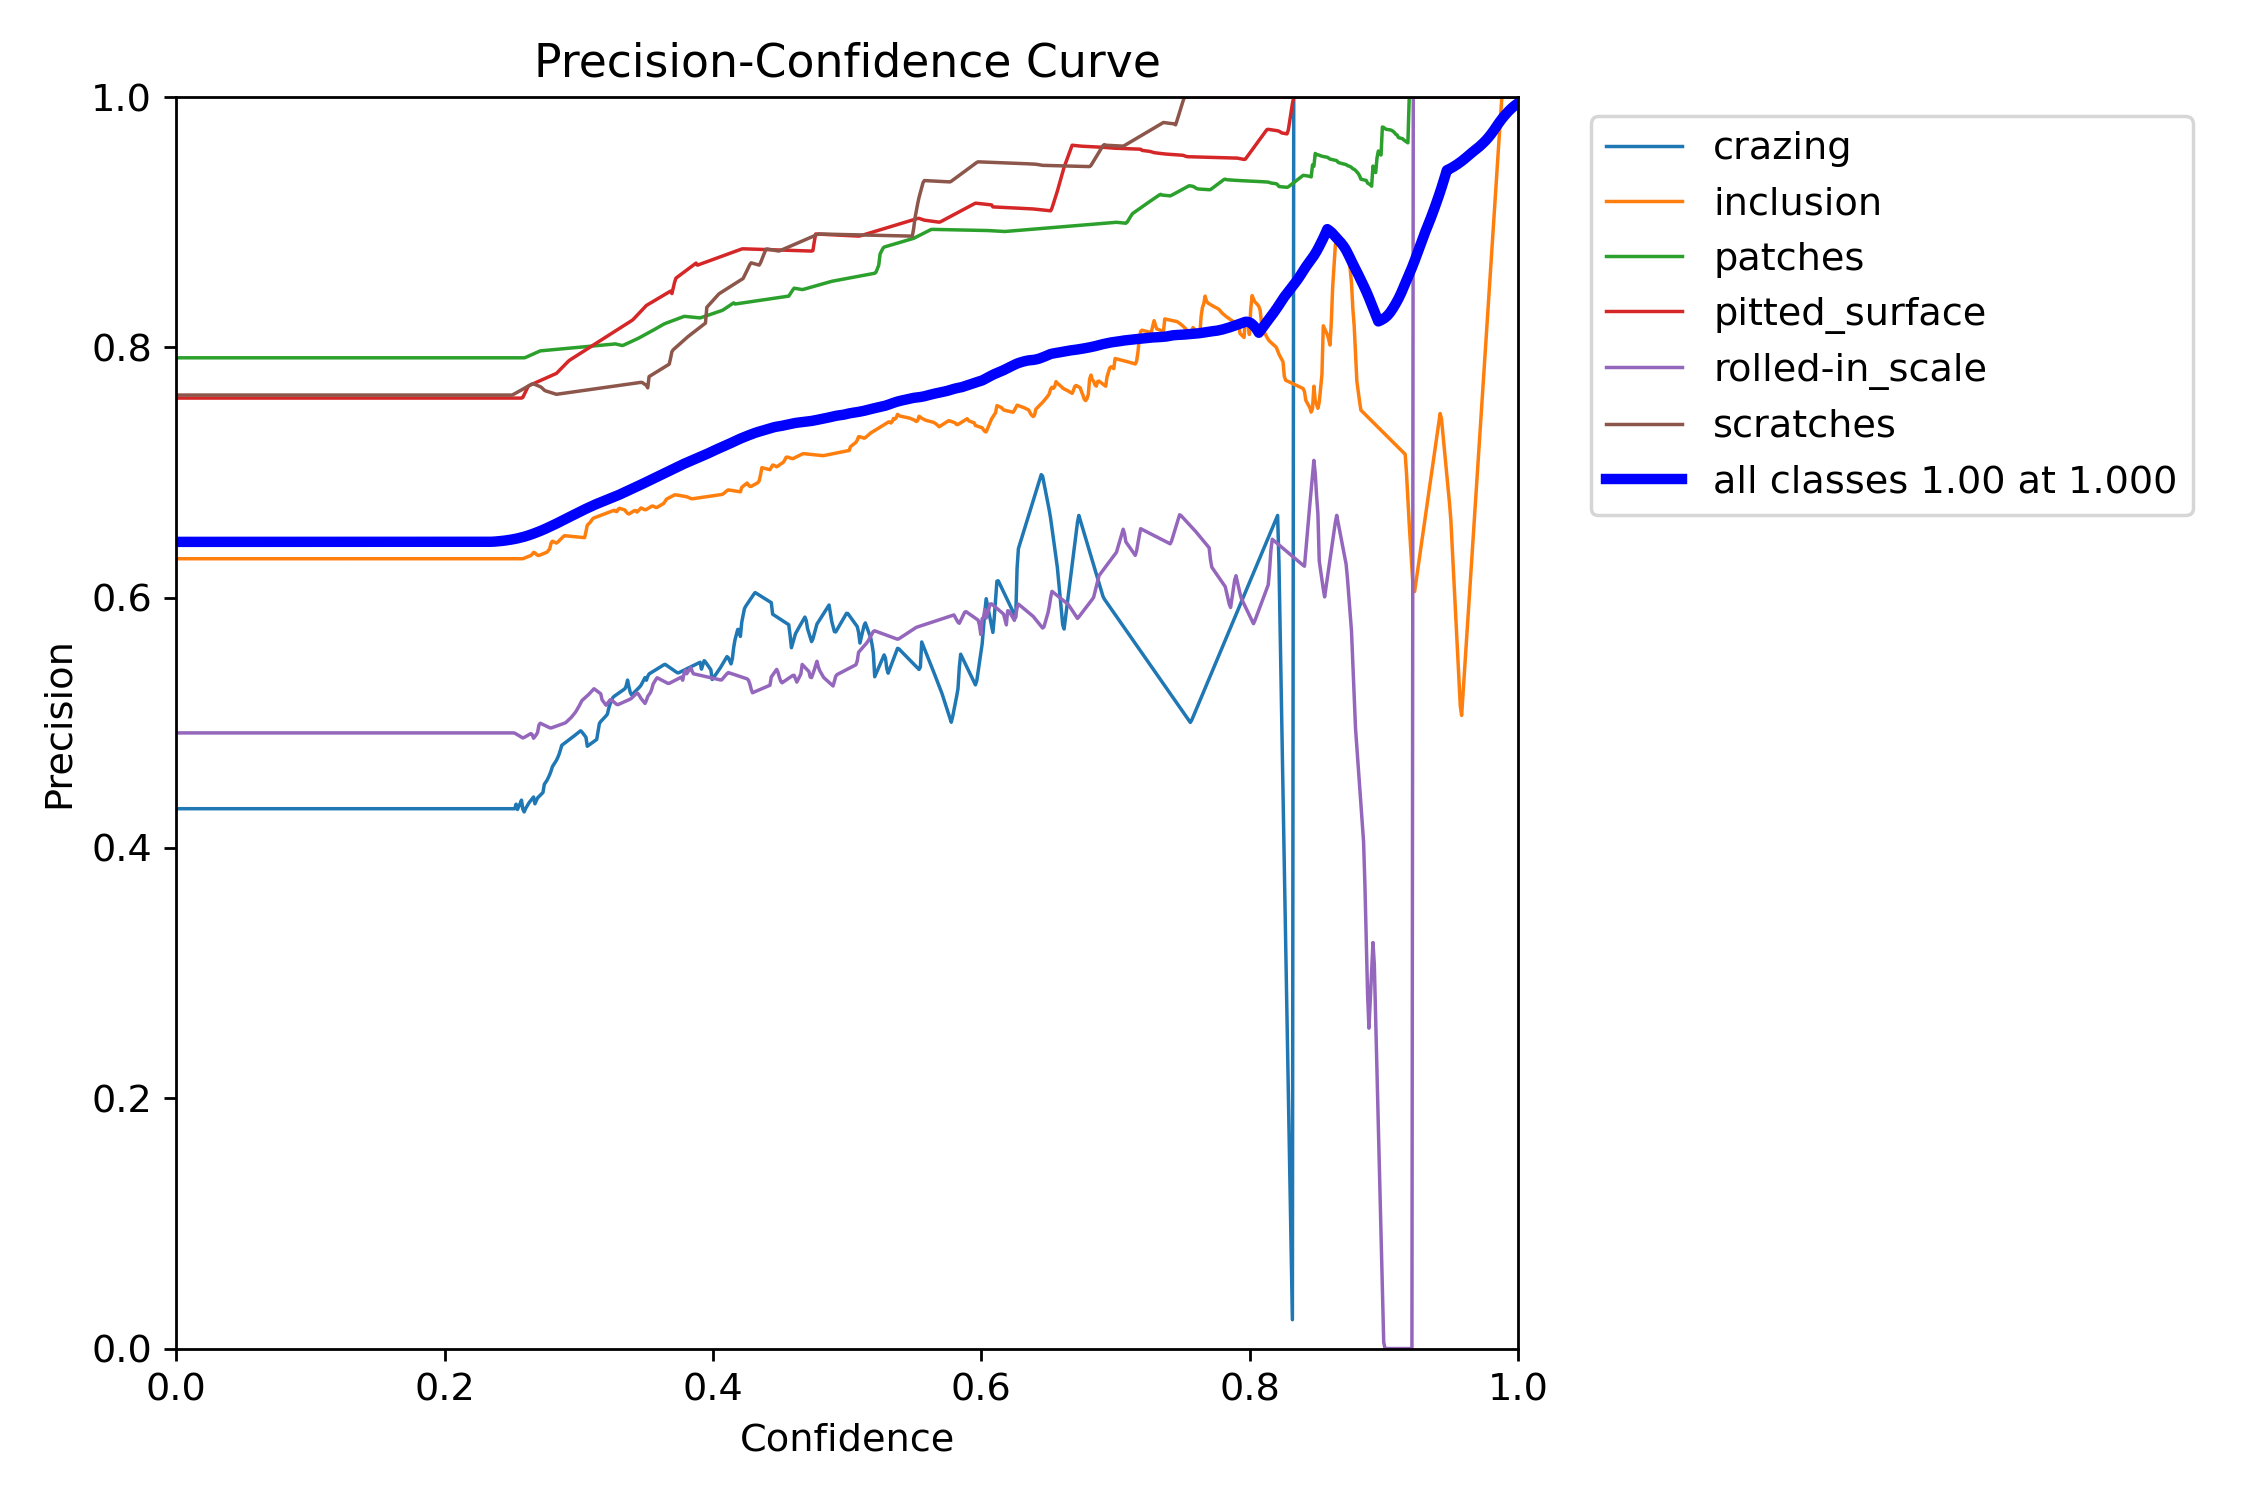 Precision-Confidence Curve
1.0
0.8
0.6
0.4
0.2
0.0
Precision
0.0 0.2 0.4 0.6 0.8 1.0
Confidence
crazing
inclusion
patches
pitted_surface
rolled-in_scale
scratches
all classes 1.00 at 1.000